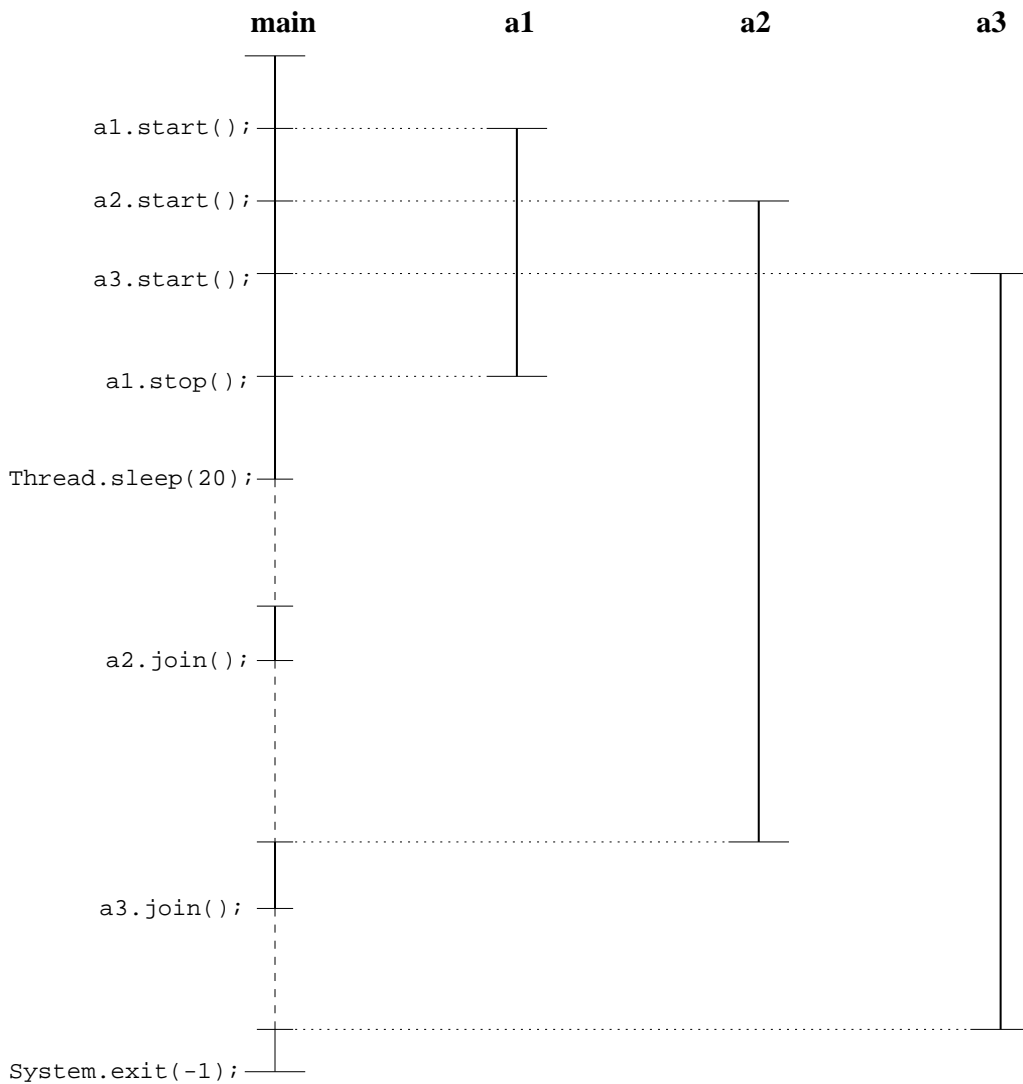 main a1 a2 a3
a1.start();
a2.start();
a3.start();
a1.stop();
Thread.sleep(20);
a2.join();
a3.join();
System.exit(-1);